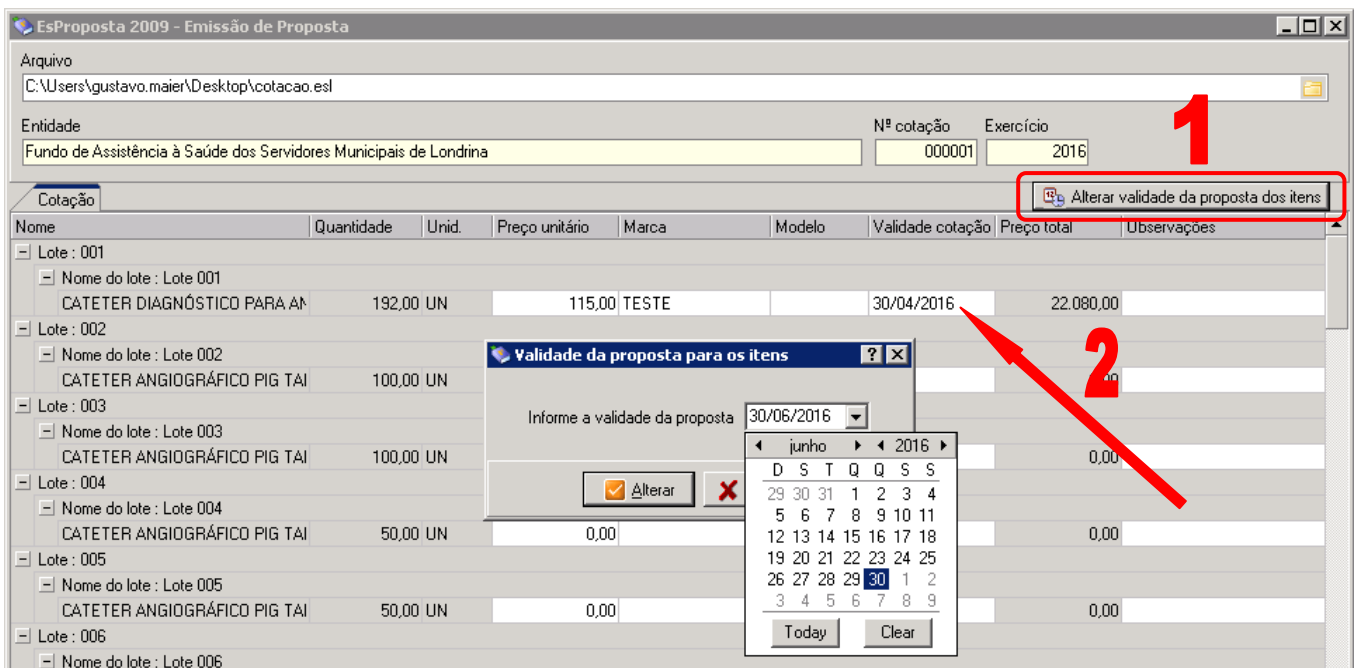 EsProposta 2009 - Emissão de Proposta
Arquivo
C:\Users\gustavo.maier\Desktop\cotacao.esl
Entidade Nº cotação Exercício
Fundo de Assistência à Saúde dos Servidores Municipais de Londrina 000001 2016
1
Cotação Alterar validade da proposta dos itens
Nome Quantidade Unid. Preço unitário Marca Modelo Validade cotação Preço total Observações
Lote : 001
Nome do lote : Lote 001
CATETER DIAGNÓSTICO PARA AN 192,00 UN 115,00 TESTE 30/04/2016 22.080,00
Lote : 002
2
Nome do lote : Lote 002
CATETER ANGIOGRÁFICO PIG TAI 100,00 UN
Lote : 003
Nome do lote : Lote 003
CATETER ANGIOGRÁFICO PIG TAI 100,00 UN 0,00
Lote : 004
Nome do lote : Lote 004
CATETER ANGIOGRÁFICO PIG TAI 50,00 UN 0,00 0,00
Lote : 005
Nome do lote : Lote 005
CATETER ANGIOGRÁFICO PIG TAI 50,00 UN 0,00 0,00
Lote : 006
Nome do lote : Lote 006
Validade da proposta para os itens
Informe a validade da proposta 30/06/2016
Alterar
junho 2016
D S T Q Q S S
29 30 31 1 2 3 4
5 6 7 8 9 10 11
12 13 14 15 16 17 18
19 20 21 22 23 24 25
26 27 28 29 30 1 2
3 4 5 6 7 8 9
Today Clear